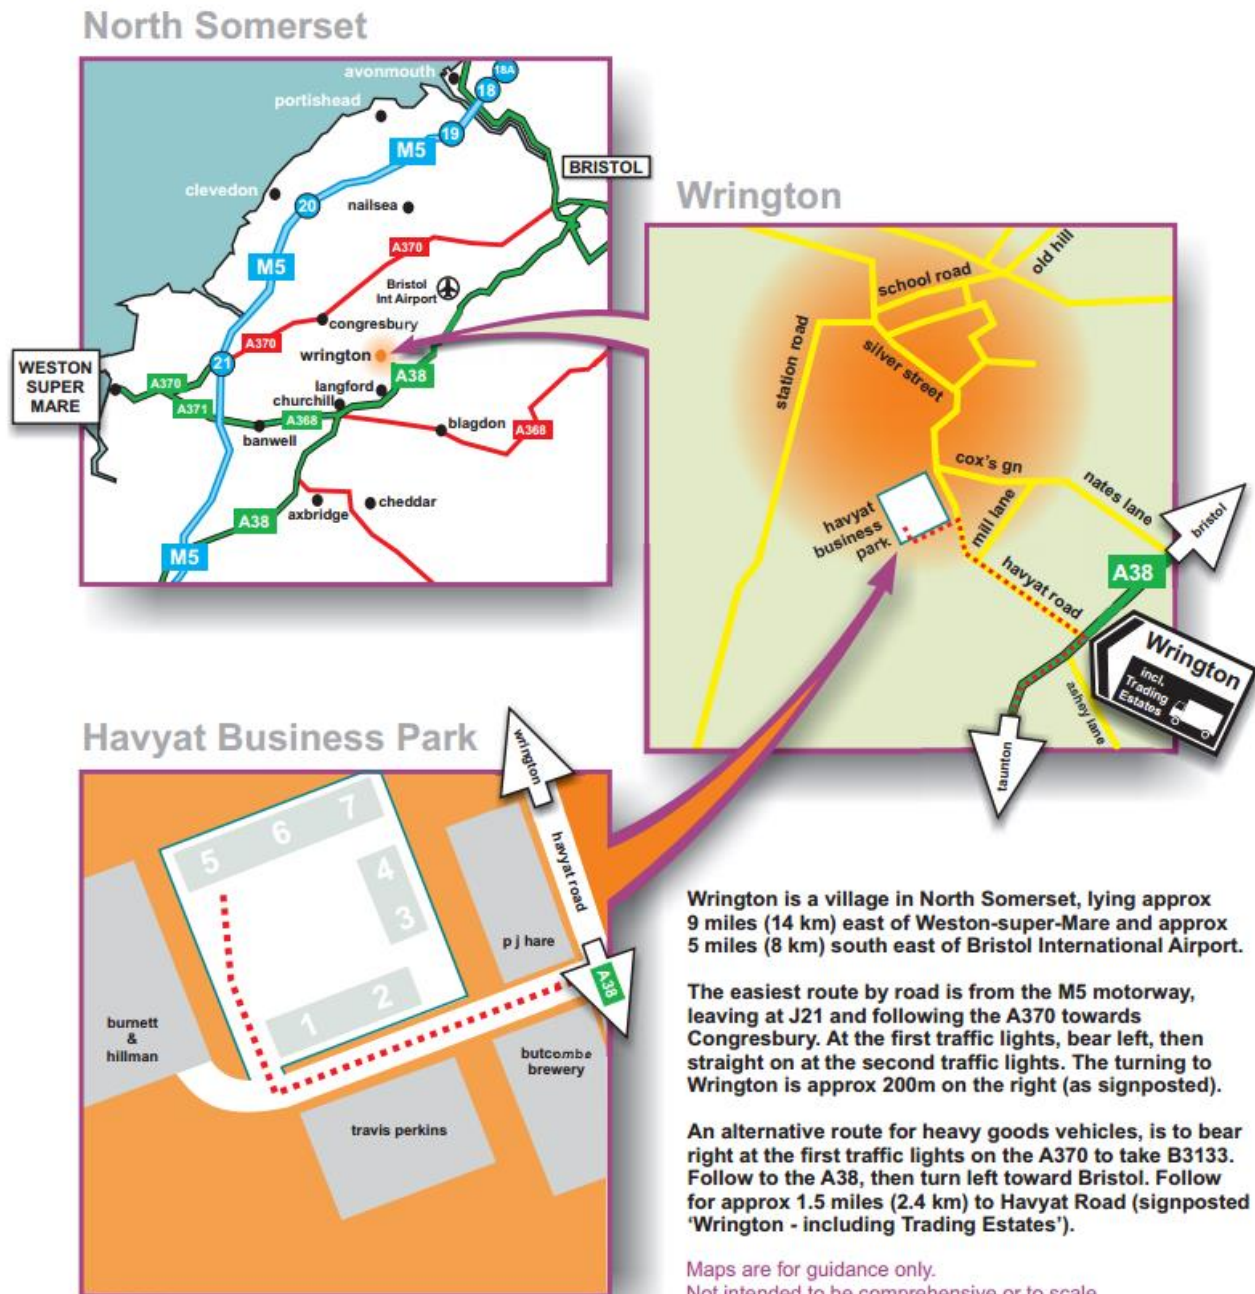 North Somerset
avonmouth
18A
18
portishead
19
M5
BRISTOL
clevedon
20
nailsea
A370
M5
Bristol
Int Airport
congresbury
A370
wrington
21
WESTON
SUPER
MARE
A370
langford
A38
churchill
A371
A368
banwell
blagdon
A368
cheddar
axbridge
A38
M5
Wrington
old hill
school road
station road
silver street
cox's gn
nates lane
mill lane
havyat
business
park
bristol
A38
havyat road
Wrington
incl.
Trading
Estates
ashey lane
taunton
Havyat Business Park
wrington
7
6
5
4
3
2
1
havyat road
p j hare
A38
burnett
&
hillman
butcombe
brewery
travis perkins
Wrington is a village in North Somerset, lying approx
9 miles (14 km) east of Weston-super-Mare and approx
5 miles (8 km) south east of Bristol International Airport.
The easiest route by road is from the M5 motorway,
leaving at J21 and following the A370 towards
Congresbury. At the first traffic lights, bear left, then
straight on at the second traffic lights. The turning to
Wrington is approx 200m on the right (as signposted).
An alternative route for heavy goods vehicles, is to bear
right at the first traffic lights on the A370 to take B3133.
Follow to the A38, then turn left toward Bristol. Follow
for approx 1.5 miles (2.4 km) to Havyat Road (signposted
‘Wrington - including Trading Estates’).
Maps are for guidance only.
Not intended to be comprehensive or to scale